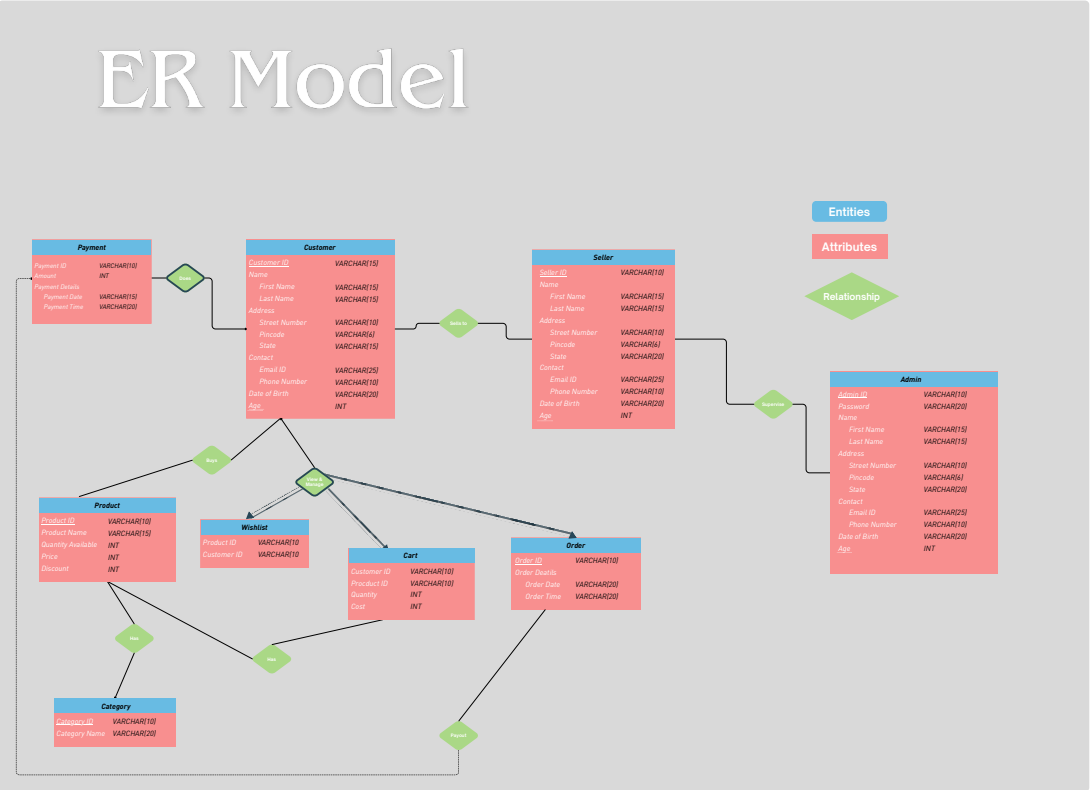 ER Model
Entities
Attributes
Relationship
Payment
Payment ID VARCHAR(10)
Amount INT
Payment Details
Payment Date VARCHAR(15)
Payment Time VARCHAR(20)
Customer
Customer ID VARCHAR(15)
Name
First Name VARCHAR(15)
Last Name VARCHAR(15)
Address
Street Number VARCHAR(10)
Pincode VARCHAR(6)
State VARCHAR(15)
Contact
Email ID VARCHAR(25)
Phone Number VARCHAR(10)
Date of Birth VARCHAR(20)
Age INT
Sells to
Seller
Seller ID VARCHAR(10)
Name
First Name VARCHAR(15)
Last Name VARCHAR(15)
Address
Street Number VARCHAR(10)
Pincode VARCHAR(6)
State VARCHAR(20)
Contact
Email ID VARCHAR(25)
Phone Number VARCHAR(10)
Date of Birth VARCHAR(20)
Age INT
Supervise
Admin
Admin ID VARCHAR(10)
Password VARCHAR(20)
Name
First Name VARCHAR(15)
Last Name VARCHAR(15)
Address
Street Number VARCHAR(10)
Pincode VARCHAR(6)
State VARCHAR(20)
Contact
Email ID VARCHAR(25)
Phone Number VARCHAR(10)
Date of Birth VARCHAR(20)
Age INT
Buys
View &
Manage
Product
Product ID VARCHAR(10)
Product Name VARCHAR(15)
Quantity Available INT
Price INT
Discount INT
Wishlist
Product ID VARCHAR(10
Customer ID VARCHAR(10
Cart
Customer ID VARCHAR(10)
Procduct ID VARCHAR(10)
Quantity INT
Cost INT
Order
Order ID VARCHAR(10)
Order Deatils
Order Date VARCHAR(20)
Order Time VARCHAR(20)
Has
Has
Category
Category ID VARCHAR(10)
Category Name VARCHAR(20)
Payout